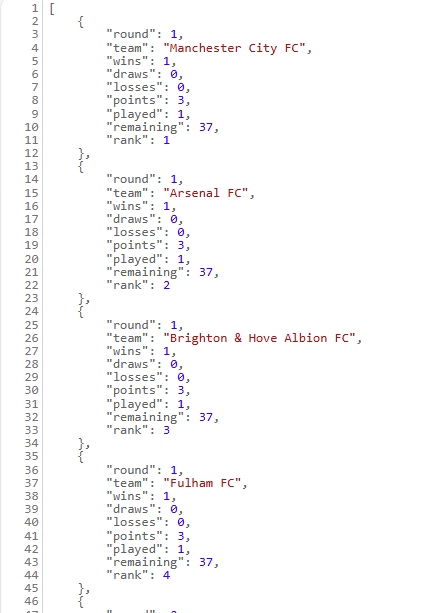 1 [
2 {
3 "round": 1,
4 "team": "Manchester City FC",
5 "wins": 1,
6 "draws": 0,
7 "losses": 0,
8 "points": 3,
9 "played": 1,
10 "remaining": 37,
11 "rank": 1
12 },
13 {
14 "round": 1,
15 "team": "Arsenal FC",
16 "wins": 1,
17 "draws": 0,
18 "losses": 0,
19 "points": 3,
20 "played": 1,
21 "remaining": 37,
22 "rank": 2
23 },
24 {
25 "round": 1,
26 "team": "Brighton & Hove Albion FC",
27 "wins": 1,
28 "draws": 0,
29 "losses": 0,
30 "points": 3,
31 "played": 1,
32 "remaining": 37,
33 "rank": 3
34 },
35 {
36 "round": 1,
37 "team": "Fulham FC",
38 "wins": 1,
39 "draws": 0,
40 "losses": 0,
41 "points": 3,
42 "played": 1,
43 "remaining": 37,
44 "rank": 4
45 },
46 {